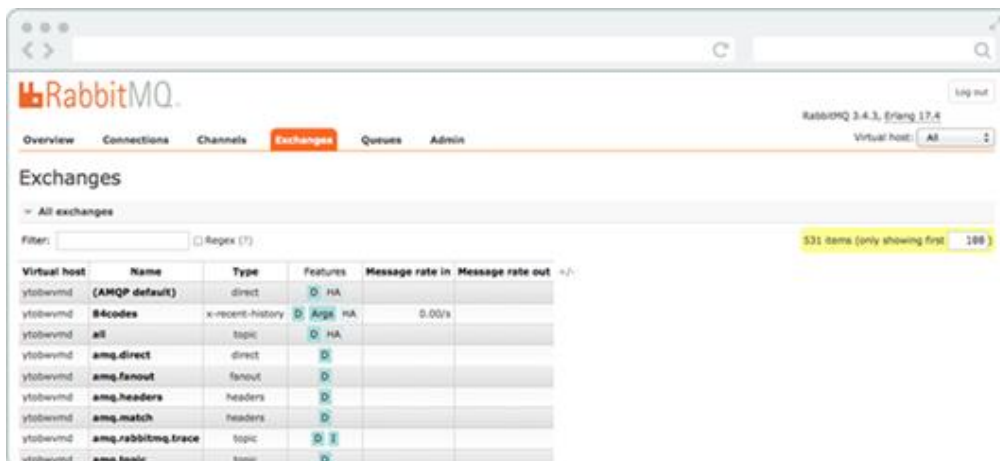 RabbitMQ
Log out
RabbitMQ 3.4.3, Erlang 17.4
Virtual host: All
Overview Connections Channels Exchanges Queues Admin
Exchanges
All exchanges
Filter: Regex (?)
531 items (only showing first 100 )
Virtual host Name Type Features Message rate in Message rate out +/-
ytobwvmd (AMQP default) direct D HA
ytobwvmd 84codes x-recent-history D Args HA 0.00/s
ytobwvmd all topic D HA
ytobwvmd amq.direct direct D
ytobwvmd amq.fanout fanout D
ytobwvmd amq.headers headers D
ytobwvmd amq.match headers D
ytobwvmd amq.rabbitmq.trace topic D I
ytobwvmd amq.topic topic D